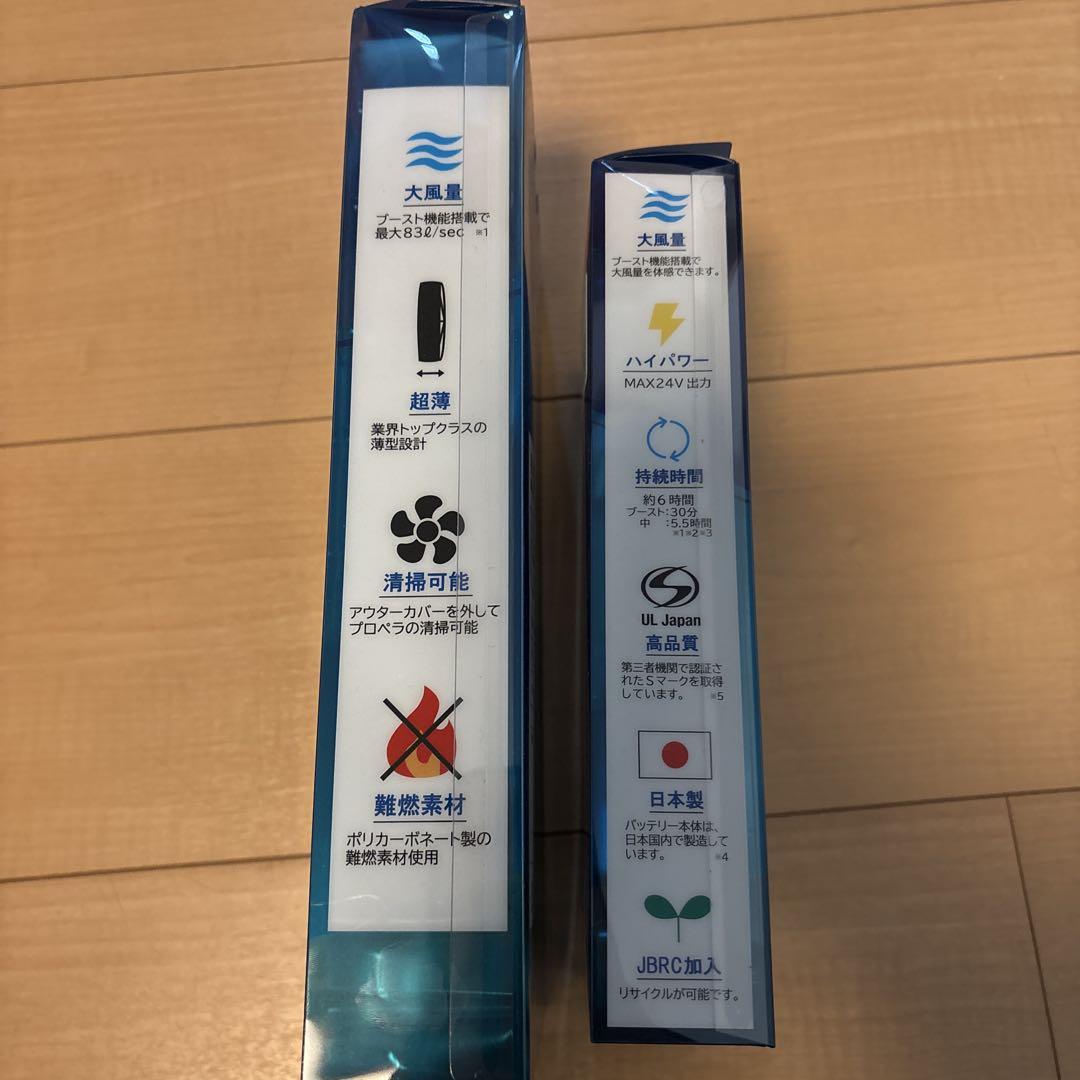 大風量
ブースト機能搭載で
最大83ℓ/sec ※1
超薄
業界トップクラスの
薄型設計
清掃可能
アウターカバーを外して
プロペラの清掃可能
難燃素材
ポリカーボネート製の
難燃素材使用
大風量
ブースト機能搭載で
大風量を体感できます。
ハイパワー
MAX24V出力
持続時間
約6時間
ブースト:30分
中 :5.5時間
※1※2※3
UL Japan
高品質
第三者機関で認証さ
れたSマークを取得
しています。 ※5
日本製
バッテリー本体は、
日本国内で製造して
います。 ※4
JBRC加入
リサイクルが可能です。